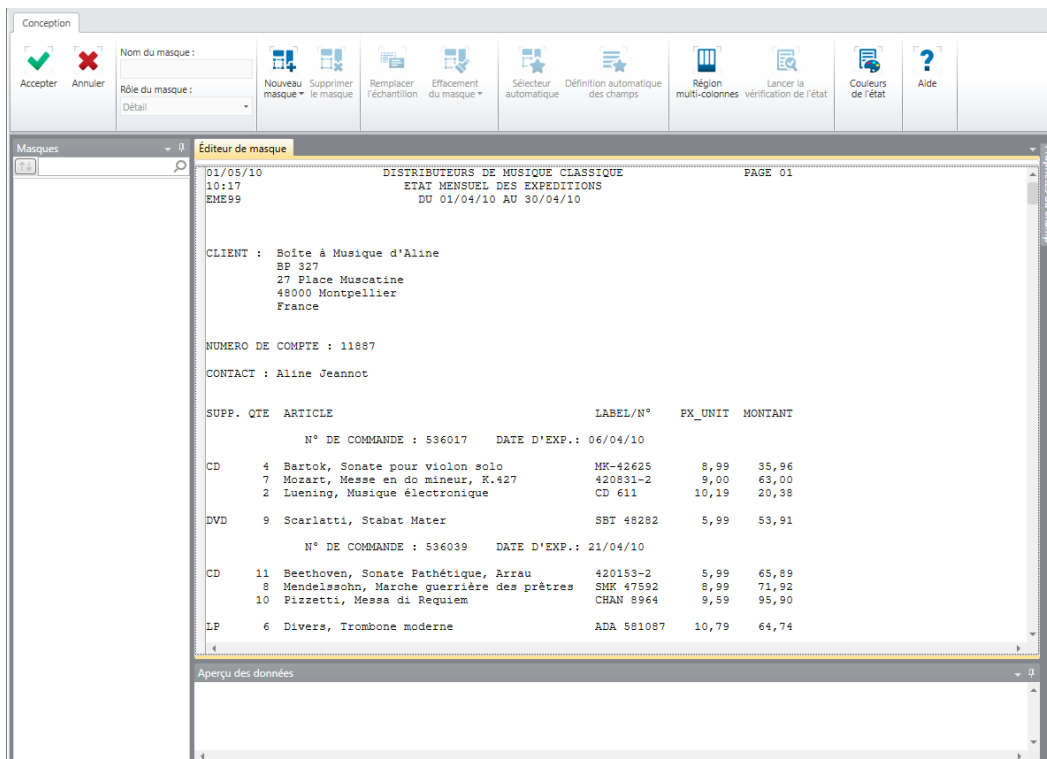 Conception
Accepter
Annuler
Nom du masque :
Rôle du masque :
Détail
Nouveau masque
Supprimer le masque
Remplacer l'échantillon
Effacement du masque
Sélecteur automatique
Définition automatique des champs
Région multi-colonnes
Lancer la vérification de l'état
Couleurs de l'état
Aide
Masques
Éditeur de masque
01/05/10 DISTRIBUTEURS DE MUSIQUE CLASSIQUE PAGE 01
10:17 ETAT MENSUEL DES EXPEDITIONS
EME99 DU 01/04/10 AU 30/04/10
CLIENT : Boîte à Musique d'Aline
BP 327
27 Place Muscatine
48000 Montpellier
France
NUMERO DE COMPTE : 11887
CONTACT : Aline Jeannot
SUPP. QTE ARTICLE LABEL/N° PX_UNIT MONTANT
N° DE COMMANDE : 536017 DATE D'EXP.: 06/04/10
CD 4 Bartok, Sonate pour violon solo MK-42625 8,99 35,96
7 Mozart, Messe en do mineur, K.427 420831-2 9,00 63,00
2 Luening, Musique électronique CD 611 10,19 20,38
DVD 9 Scarlatti, Stabat Mater SBT 48282 5,99 53,91
N° DE COMMANDE : 536039 DATE D'EXP.: 21/04/10
CD 11 Beethoven, Sonate Pathétique, Arrau 420153-2 5,99 65,89
8 Mendelssohn, Marche guerrière des prêtres SMK 47592 8,99 71,92
10 Pizzetti, Messa di Requiem CHAN 8964 9,59 95,90
LP 6 Divers, Trombone moderne ADA 581087 10,79 64,74
Aperçu des données